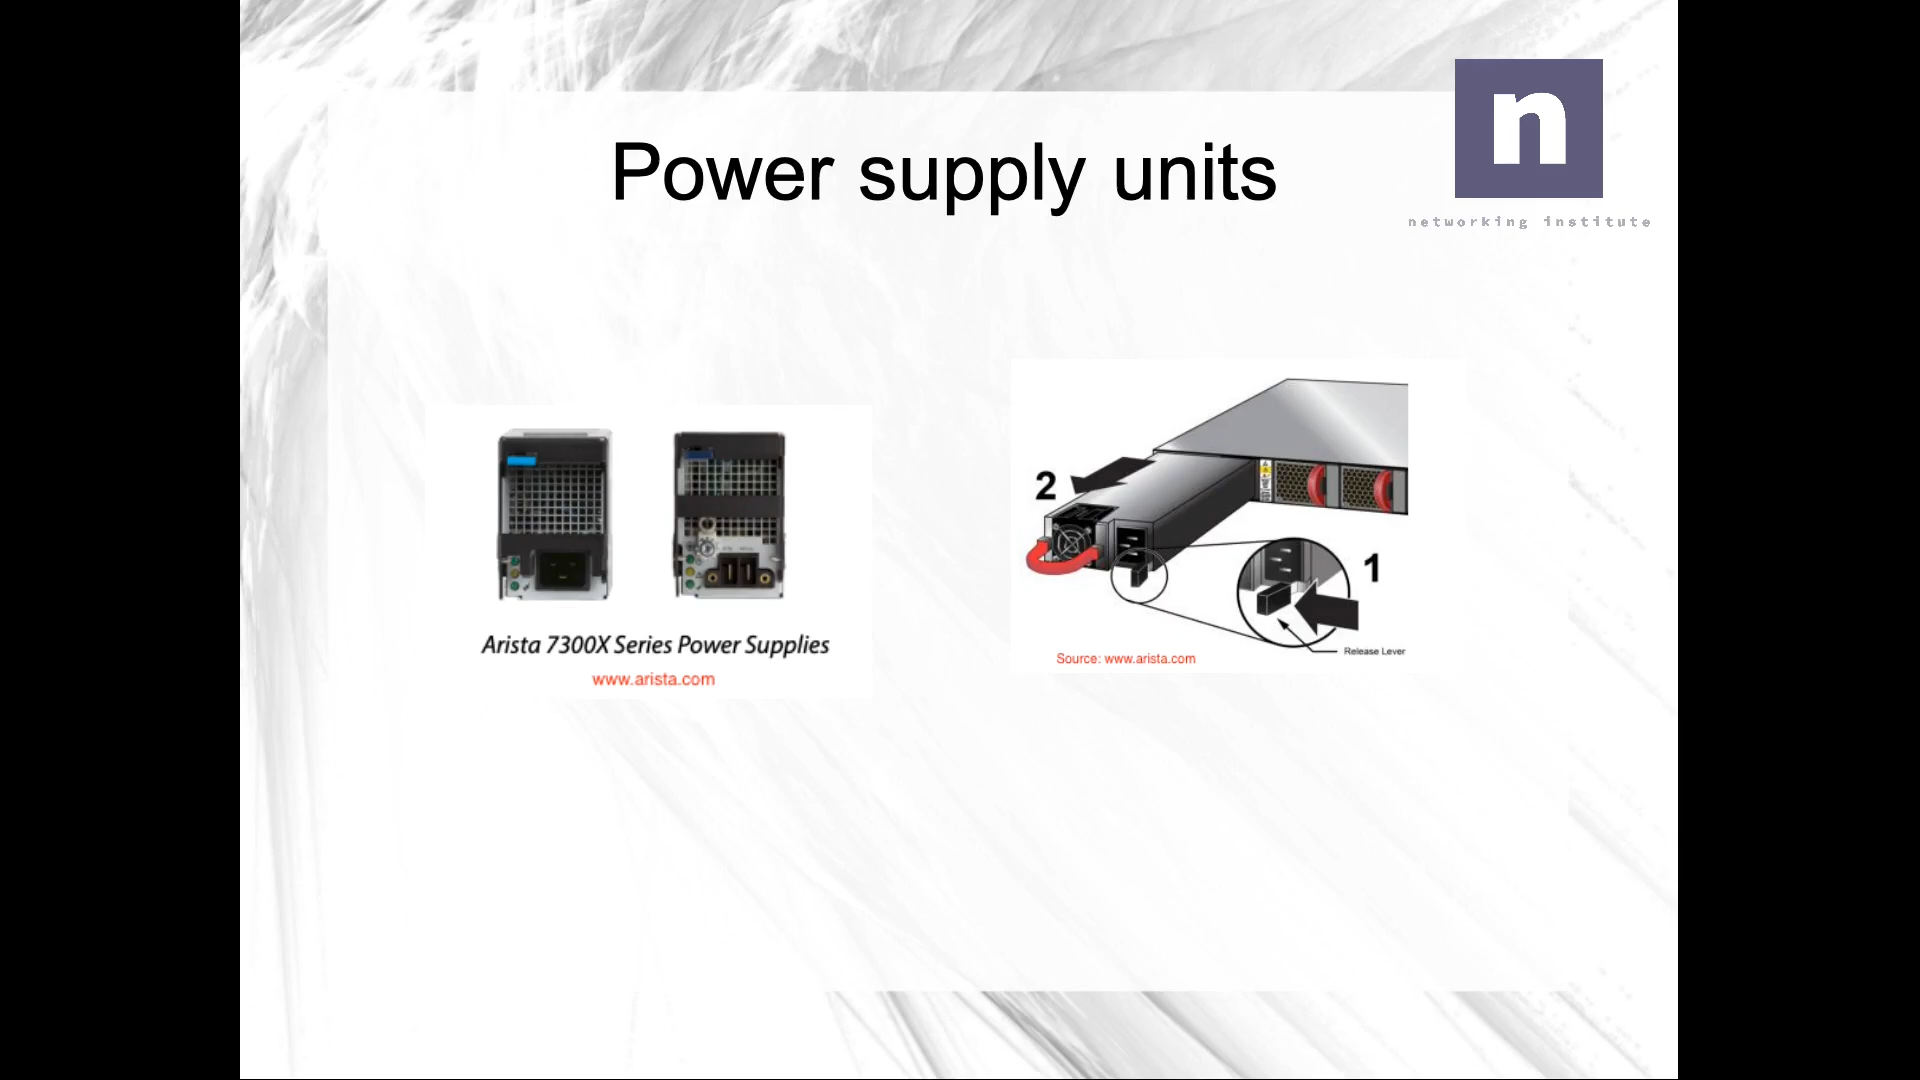 Power supply units
n
networking institute
Arista 7300X Series Power Supplies
www.arista.com
2
1
Release Lever
Source: www.arista.com